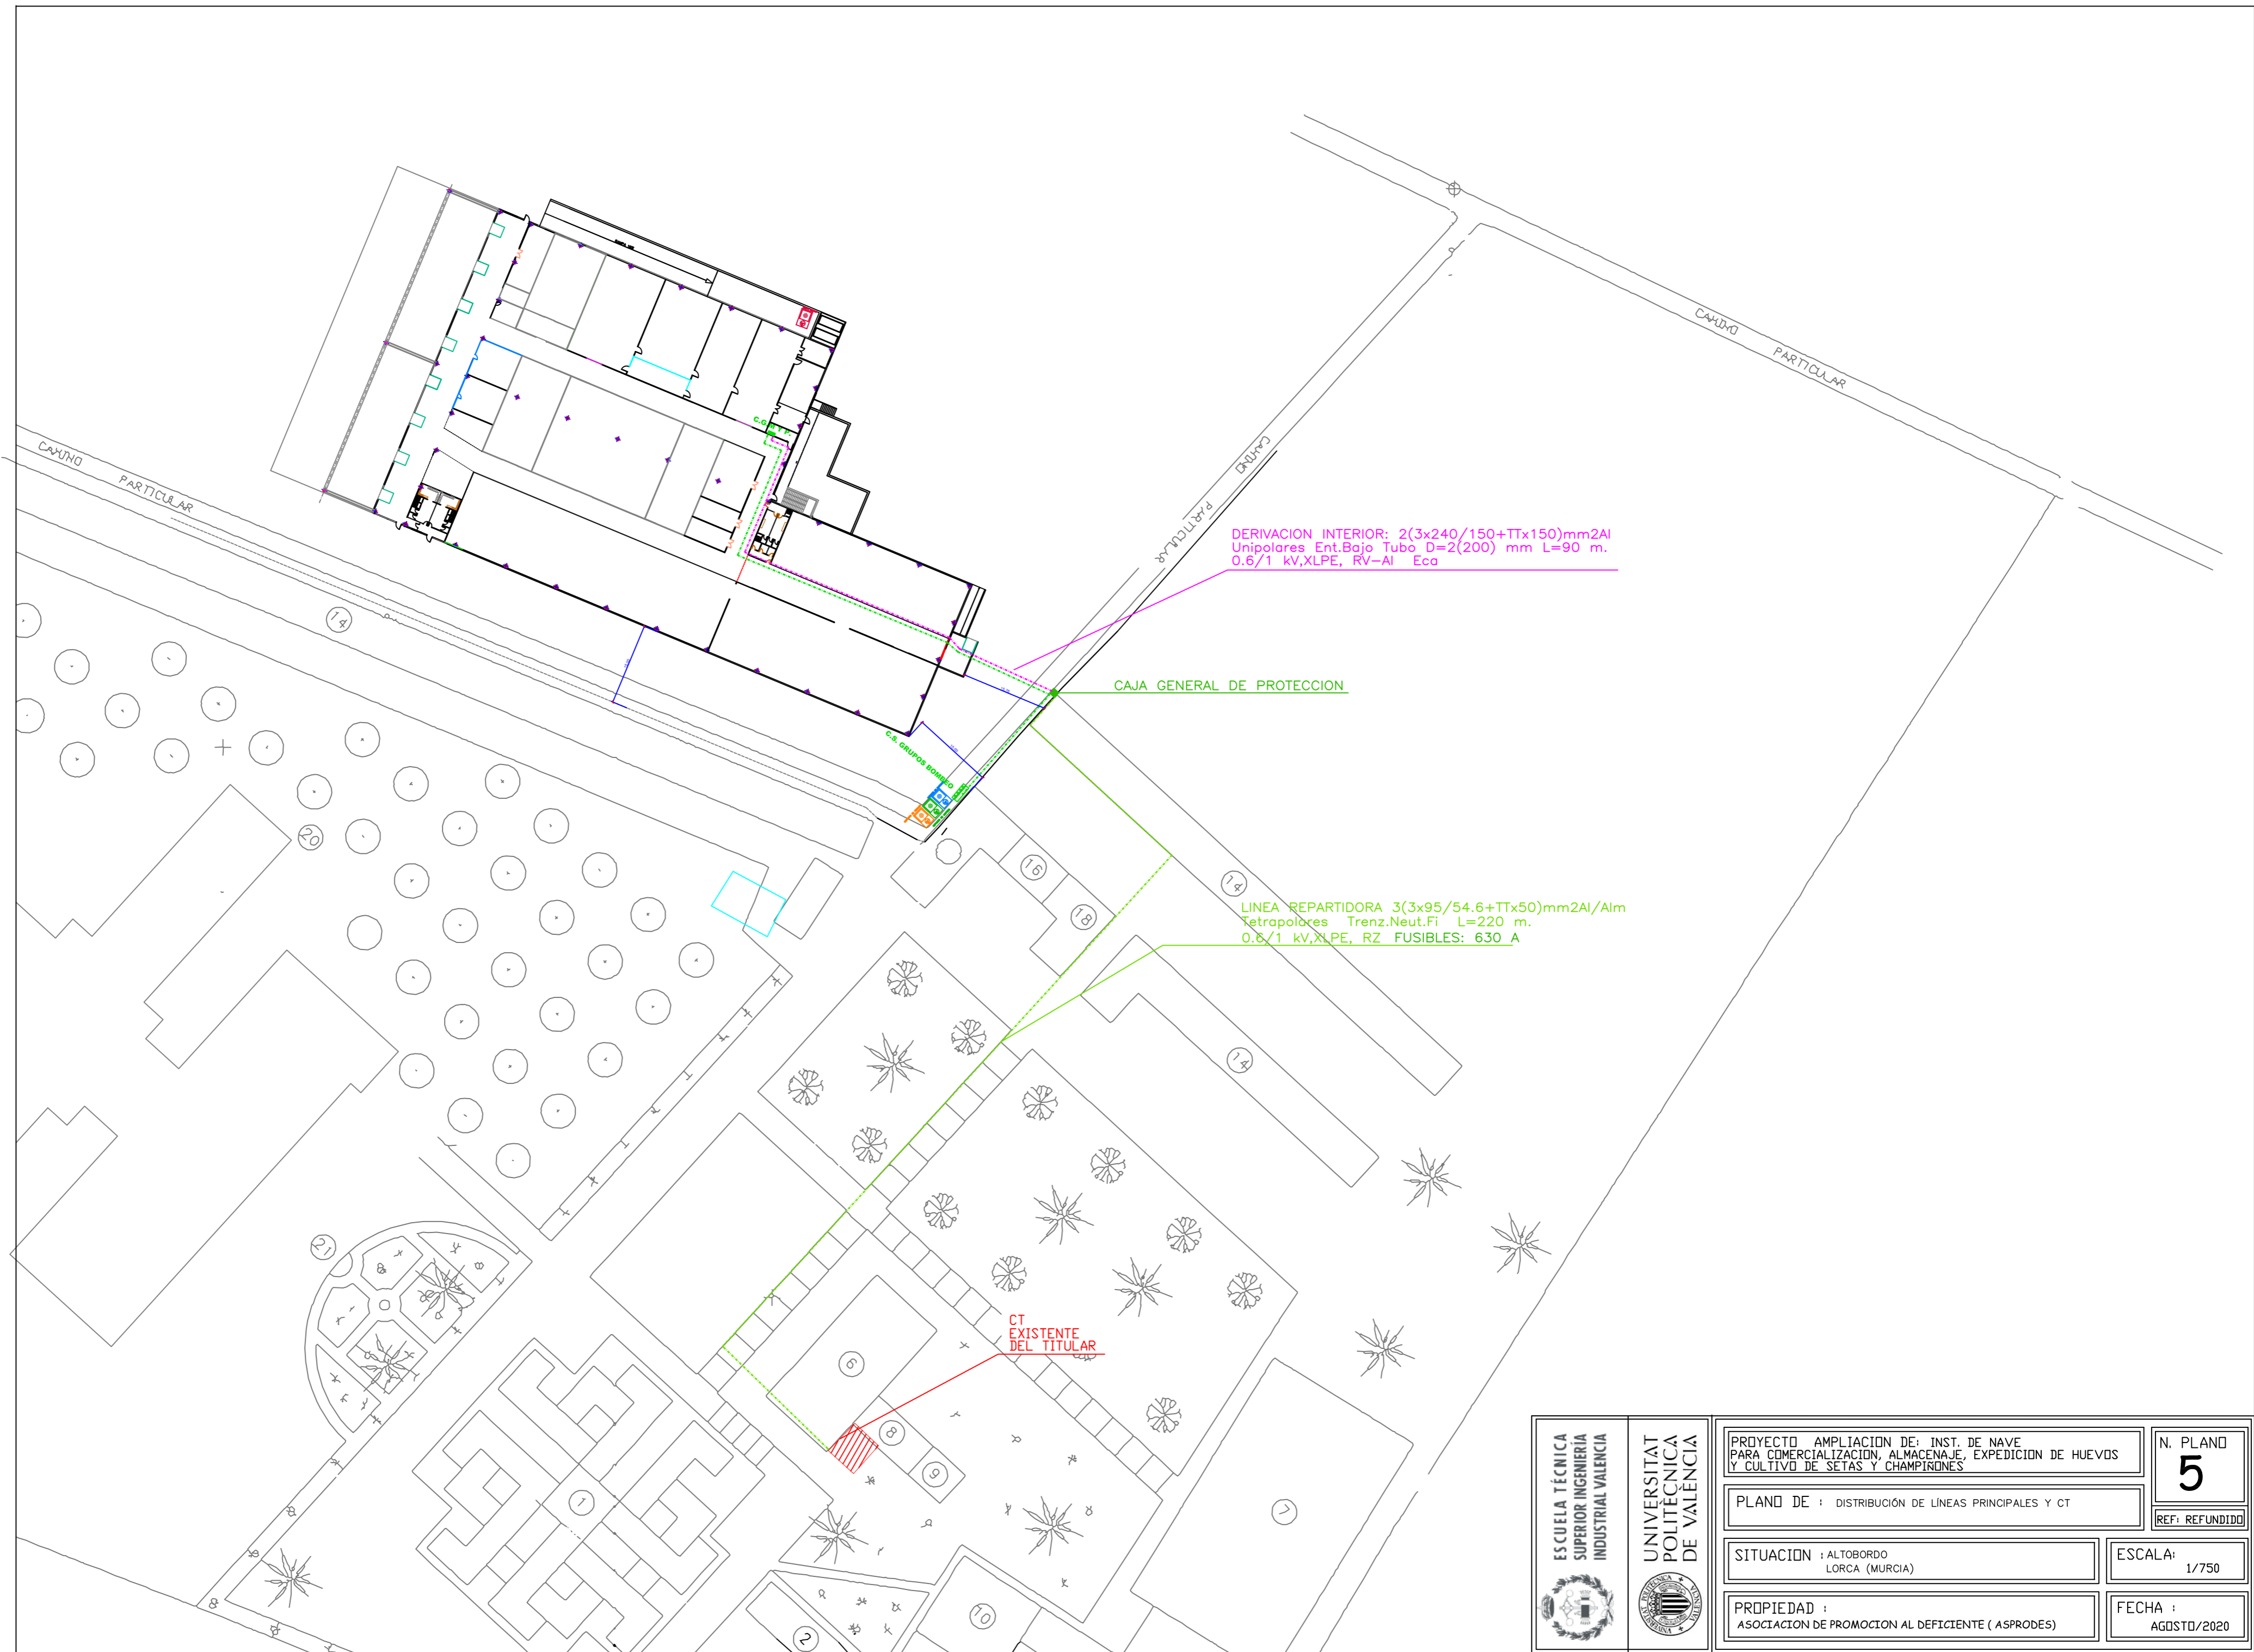 CAMINO
PARTICULAR
CAMINO
PARTICULAR
CAMINO
PARTICULAR
C.S. GRUPOS BOMBEO
DERIVACION INTERIOR: 2(3x240/150+TTx150)mm2Al
Unipolares Ent.Bajo Tubo D=2(200) mm L=90 m.
0.6/1 kV,XLPE, RV-Al Eca
CAJA GENERAL DE PROTECCION
LINEA REPARTIDORA 3(3x95/54.6+TTx50)mm2Al/Alm
Tetrapolares Trenz.Neut.Fi L=220 m.
0.6/1 kV,XLPE, RZ FUSIBLES: 630 A
CT
EXISTENTE
DEL TITULAR
14
20
16
18
14
14
21
6
8
9
1
7
10
2
ESCUELA TÉCNICA
SUPERIOR INGENIERÍA
INDUSTRIAL VALENCIA
UNIVERSITAT
POLITÈCNICA
DE VALÈNCIA
PROYECTO AMPLIACION DE: INST. DE NAVE
PARA COMERCIALIZACION, ALMACENAJE, EXPEDICION DE HUEVOS
Y CULTIVO DE SETAS Y CHAMPIÑONES
N. PLANO
5
PLANO DE : DISTRIBUCIÓN DE LÍNEAS PRINCIPALES Y CT
REF: REFUNDIDO
SITUACION : ALTOBORDO
LORCA (MURCIA)
ESCALA:
1/750
PROPIEDAD :
ASOCIACION DE PROMOCION AL DEFICIENTE ( ASPRODES)
FECHA :
AGOSTO/2020